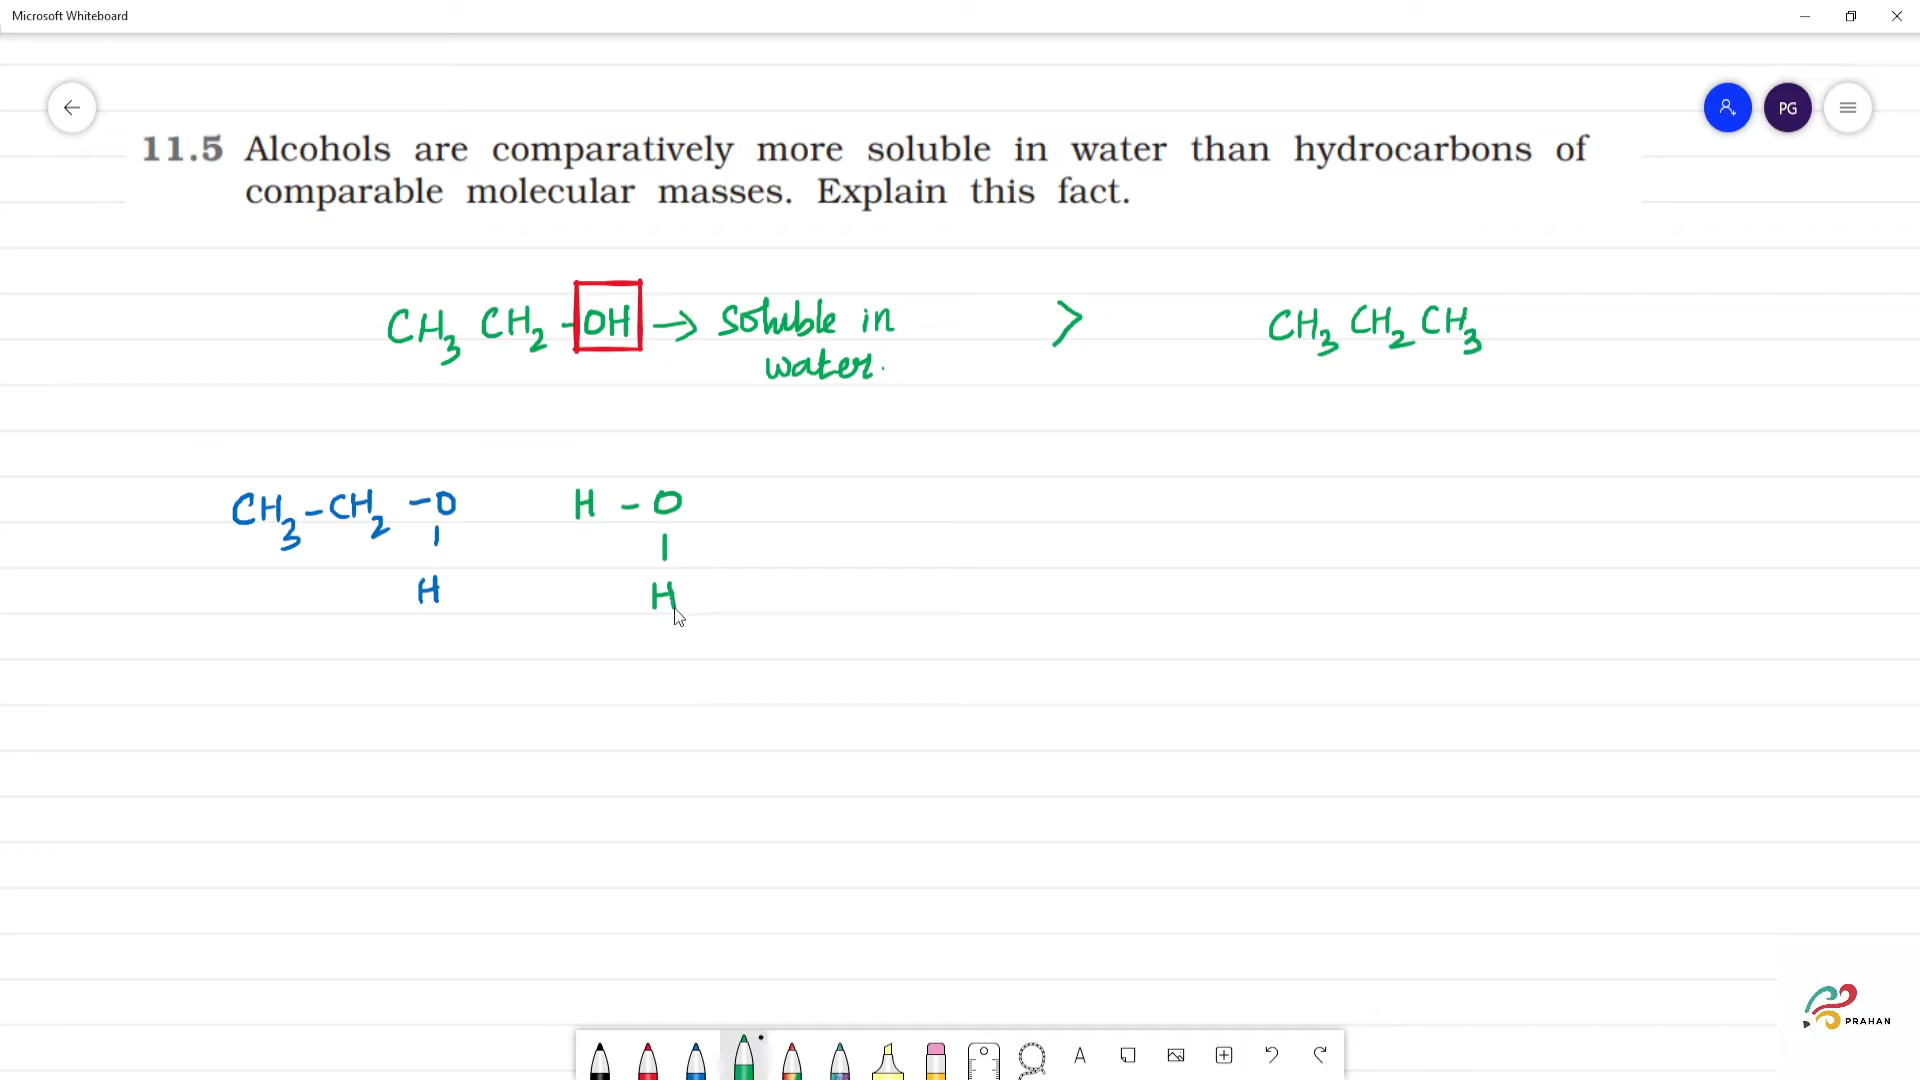 Microsoft Whiteboard
PG
11.5 Alcohols are comparatively more soluble in water than hydrocarbons of
comparable molecular masses. Explain this fact.
CH₃ CH₂ -OH → Soluble in > CH₃ CH₂ CH₃
water.
CH₃-CH₂-O H-O
H H
PRAHAN
A